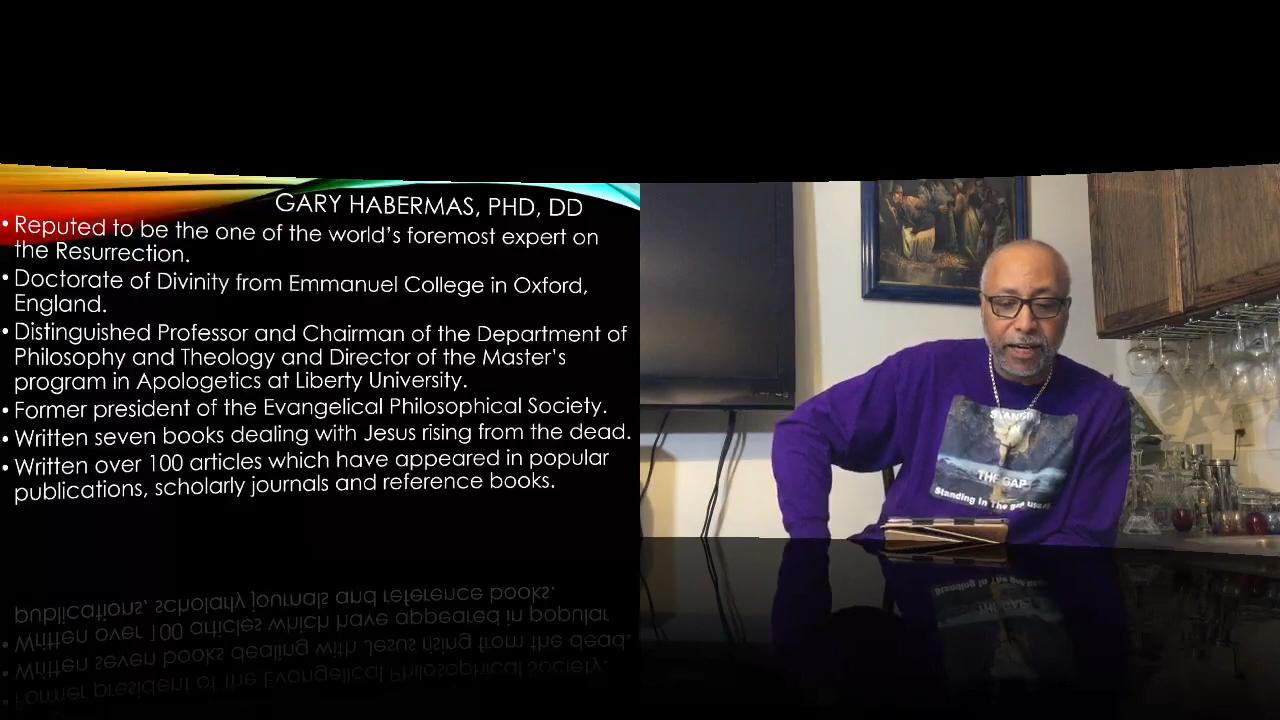 GARY HABERMAS, PHD, DD
• Reputed to be the one of the world's foremost expert on
the Resurrection.
• Doctorate of Divinity from Emmanuel College in Oxford,
England.
• Distinguished Professor and Chairman of the Department of
Philosophy and Theology and Director of the Master's
program in Apologetics at Liberty University.
• Former president of the Evangelical Philosophical Society.
• Written seven books dealing with Jesus rising from the dead.
• Written over 100 articles which have appeared in popular
publications, scholarly journals and reference books.
THE GAP
Standing In The gap